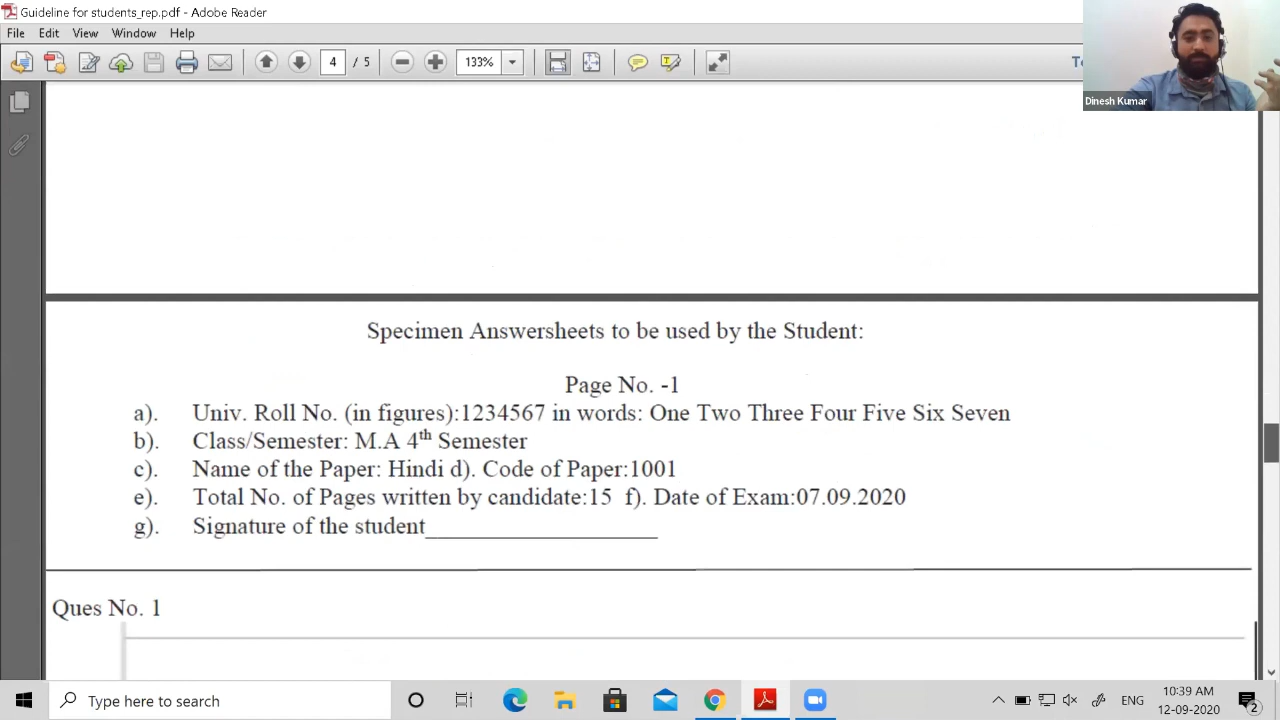 Guideline for students_rep.pdf - Adobe Reader
File Edit View Window Help
4 / 5 133%
Dinesh Kumar
Specimen Answersheets to be used by the Student:
Page No. -1
a). Univ. Roll No. (in figures):1234567 in words: One Two Three Four Five Six Seven
b). Class/Semester: M.A 4th Semester
c). Name of the Paper: Hindi d). Code of Paper:1001
e). Total No. of Pages written by candidate:15 f). Date of Exam:07.09.2020
g). Signature of the student____________________
Ques No. 1
Type here to search
ENG
10:39 AM
12-09-2020
2